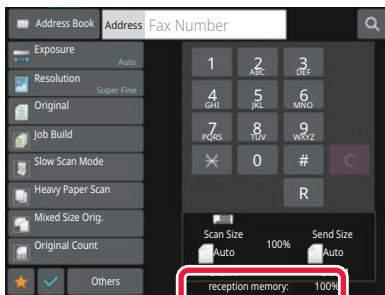 Address Book
Address
Fax Number
Exposure
Auto
Resolution
Super Fine
Original
Job Build
Slow Scan Mode
Heavy Paper Scan
Mixed Size Orig.
Original Count
Others
1
2 ABC
3 DEF
4 GHI
5 JKL
6 MNO
7 PQRS
8 TUV
9 WXYZ
0
#
C
R
Scan Size
Send Size
Auto
100%
Auto
reception memory: 100%